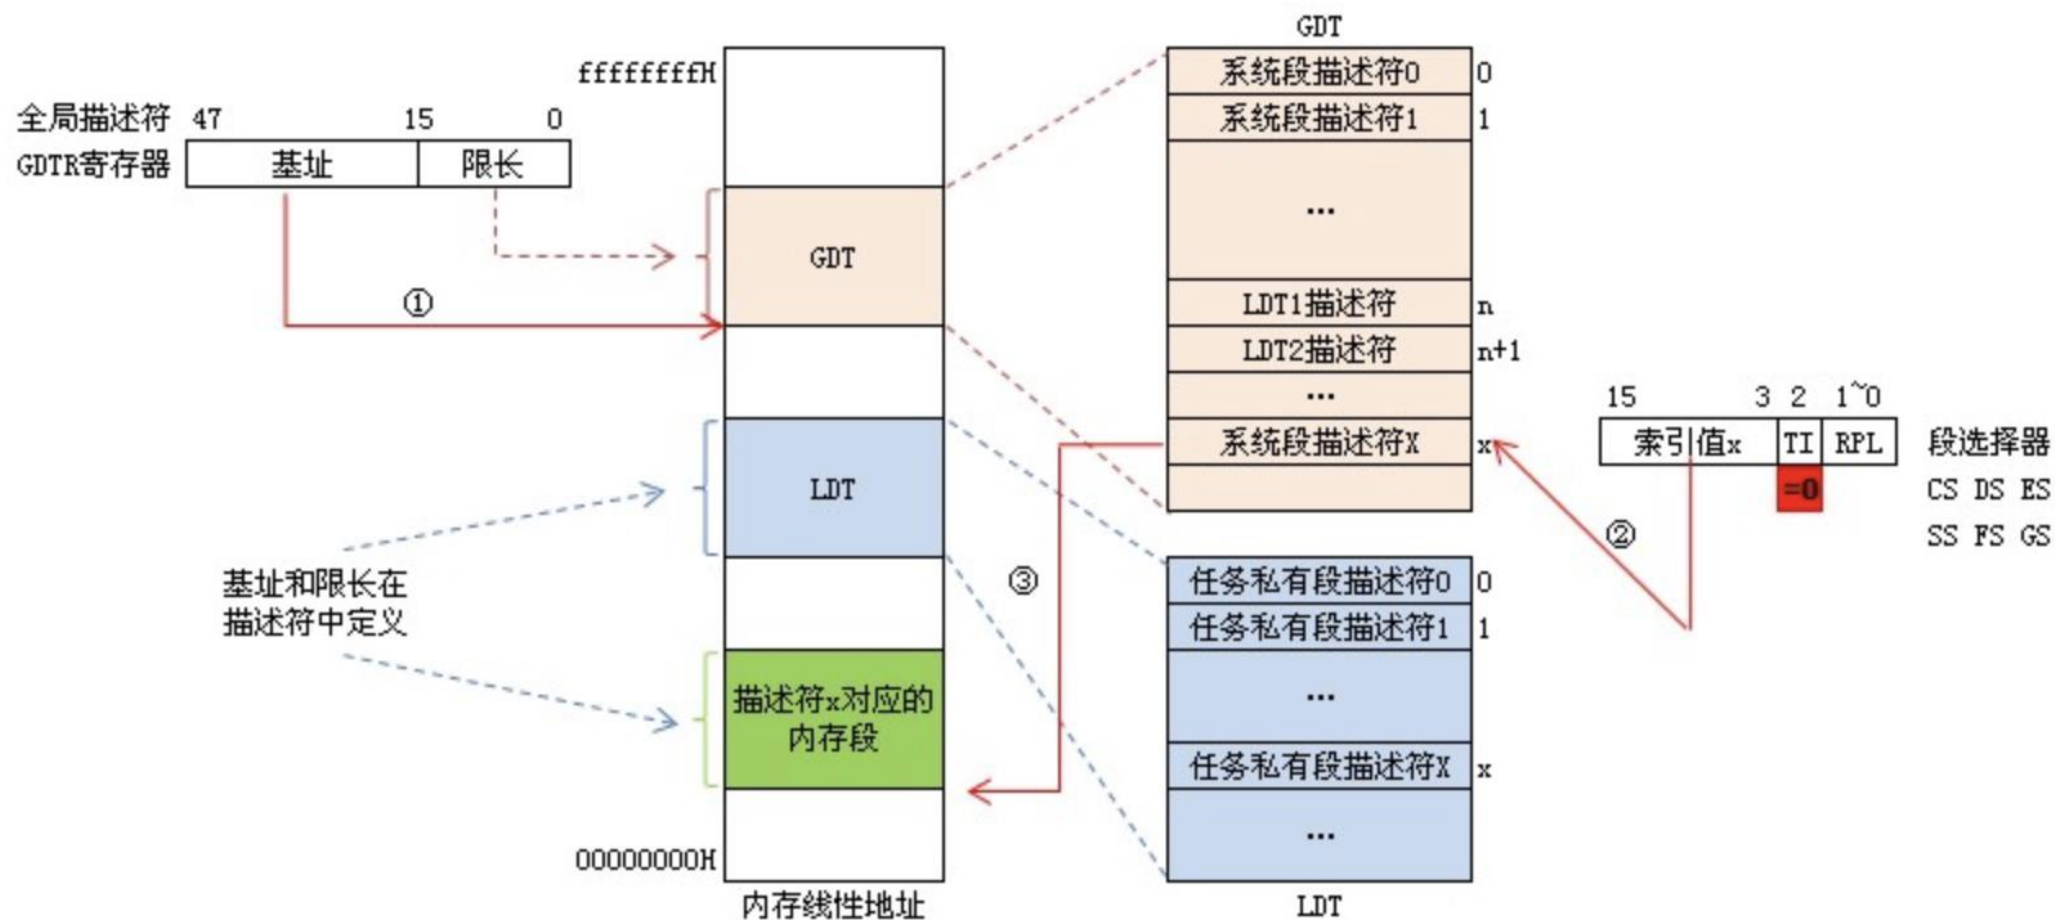 全局描述符 47 15 0
GDTR寄存器 基址 限长
①
ffffffffH
GDT
LDT
描述符x对应的
内存段
00000000H
内存线性地址
基址和限长在
描述符中定义
GDT
系统段描述符0 0
系统段描述符1 1
...
LDT1描述符 n
LDT2描述符 n+1
...
系统段描述符X x
③
任务私有段描述符0 0
任务私有段描述符1 1
...
任务私有段描述符X x
...
LDT
15 3 2 1~0
索引值x TI RPL 段选择器
=0 CS DS ES
② SS FS GS